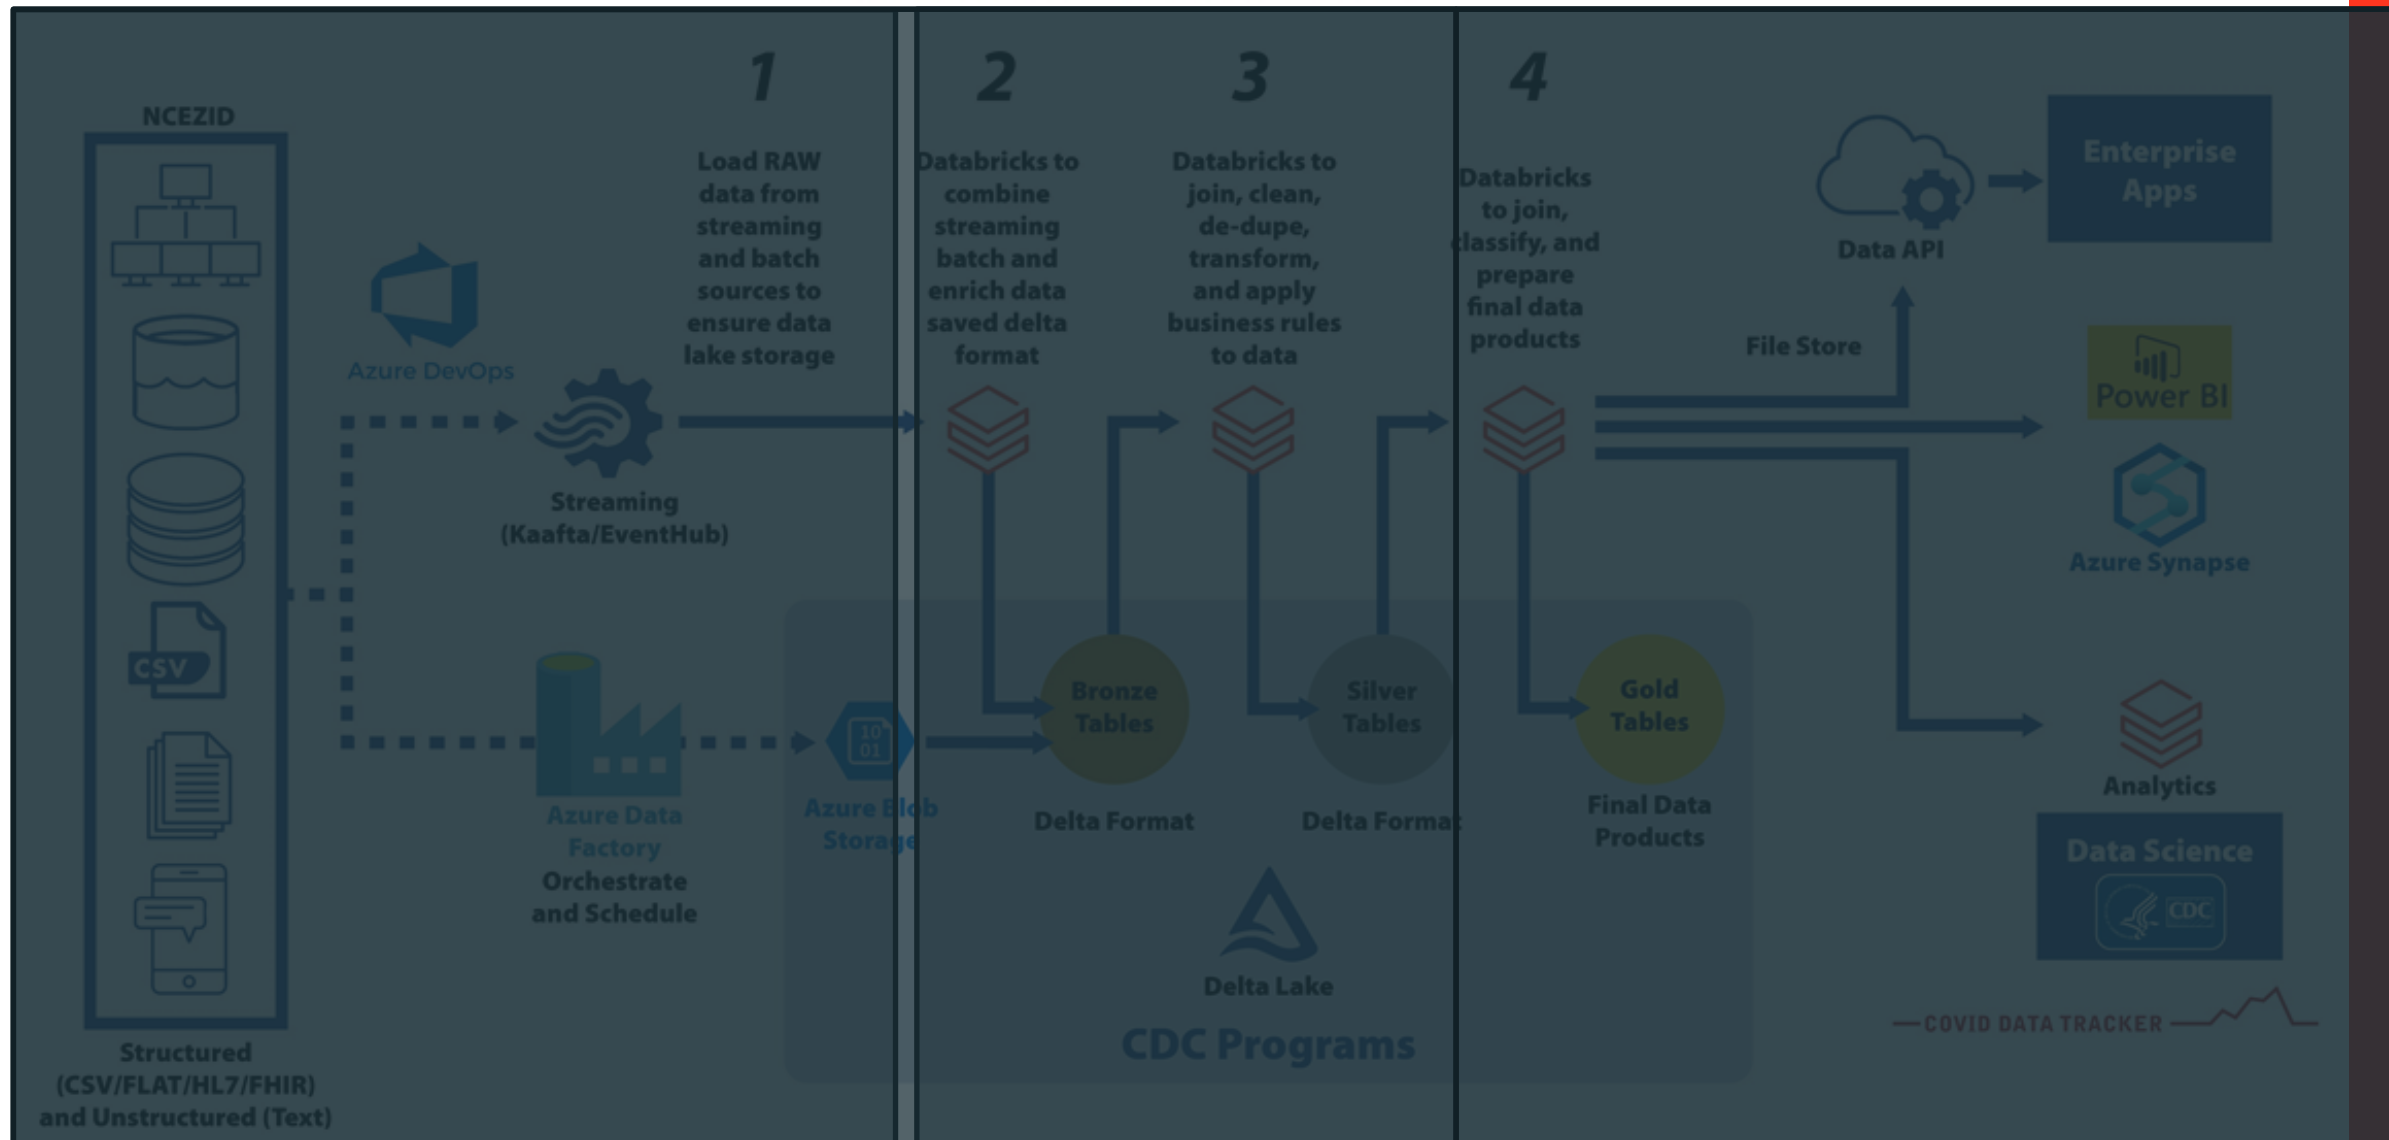 1
2
3
4
NCEZID
Load RAW
data from
streaming
and batch
sources to
ensure data
lake storage
Databricks to
combine
streaming
batch and
enrich data
saved delta
format
Databricks to
join, clean,
de-dupe,
transform,
and apply
business rules
to data
Databricks
to join,
classify, and
prepare
final data
products
Data API
Enterprise
Apps
File Store
Power BI
Azure Synapse
Azure DevOps
Streaming
(Kaafta/EventHub)
CSV
Azure Data
Factory
Orchestrate
and Schedule
10
01
Azure Blob
Storage
Bronze
Tables
Delta Format
Silver
Tables
Delta Format
Gold
Tables
Final Data
Products
Analytics
Data Science
CDC
Delta Lake
CDC Programs
COVID DATA TRACKER
Structured
(CSV/FLAT/HL7/FHIR)
and Unstructured (Text)